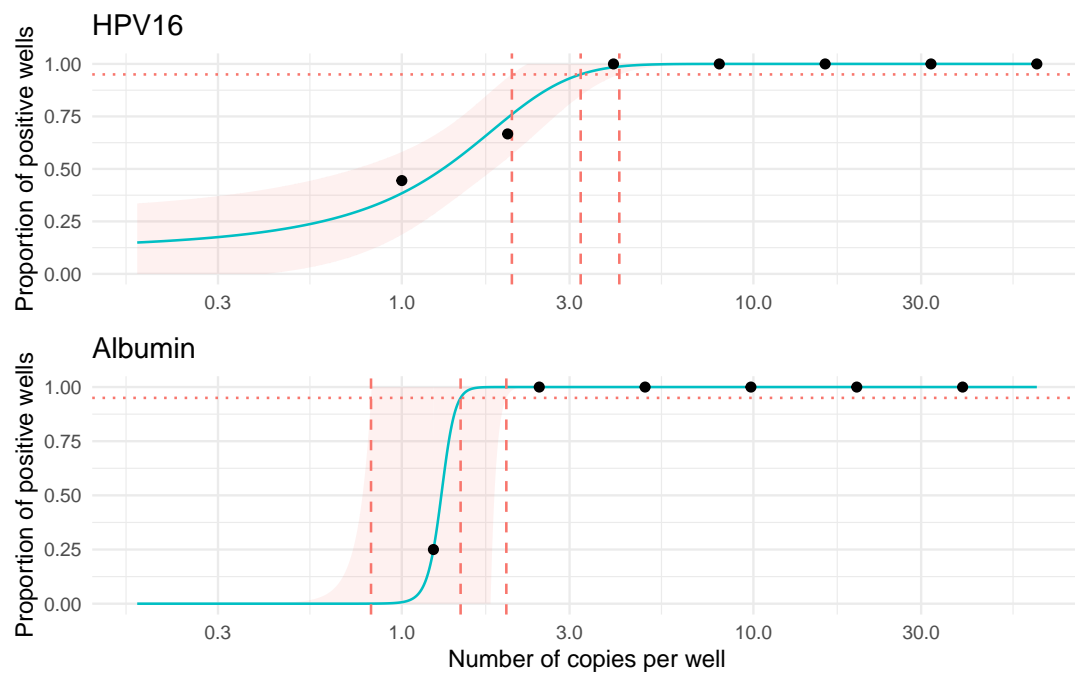 HPV16
Proportion of positive wells
1.00
0.75
0.50
0.25
0.00
0.3 1.0 3.0 10.0 30.0
Albumin
Proportion of positive wells
1.00
0.75
0.50
0.25
0.00
0.3 1.0 3.0 10.0 30.0
Number of copies per well